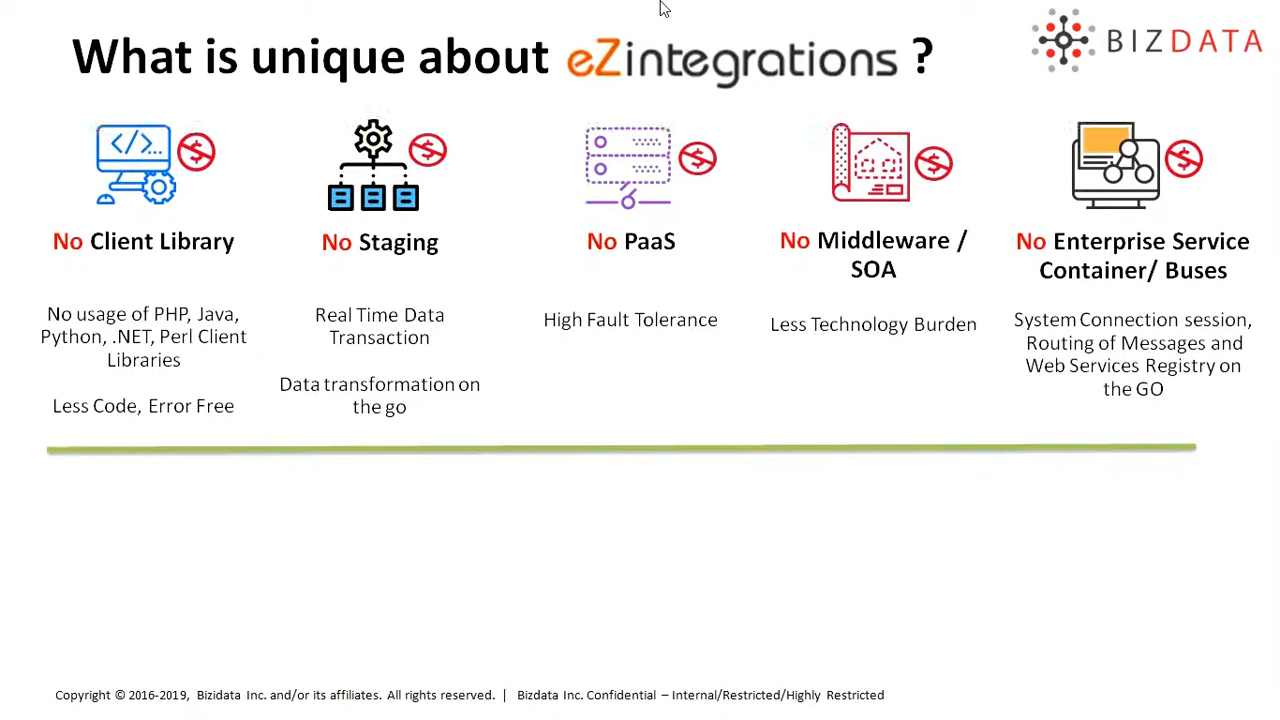 What is unique about eZintegrations ?
BIZDATA
</>...
No Client Library
No usage of PHP, Java,
Python, .NET, Perl Client
Libraries
Less Code, Error Free
No Staging
Real Time Data
Transaction
Data transformation on
the go
No PaaS
High Fault Tolerance
No Middleware /
SOA
Less Technology Burden
No Enterprise Service
Container/ Buses
System Connection session,
Routing of Messages and
Web Services Registry on
the GO
Copyright © 2016-2019, Bizidata Inc. and/or its affiliates. All rights reserved. | Bizdata Inc. Confidential – Internal/Restricted/Highly Restricted